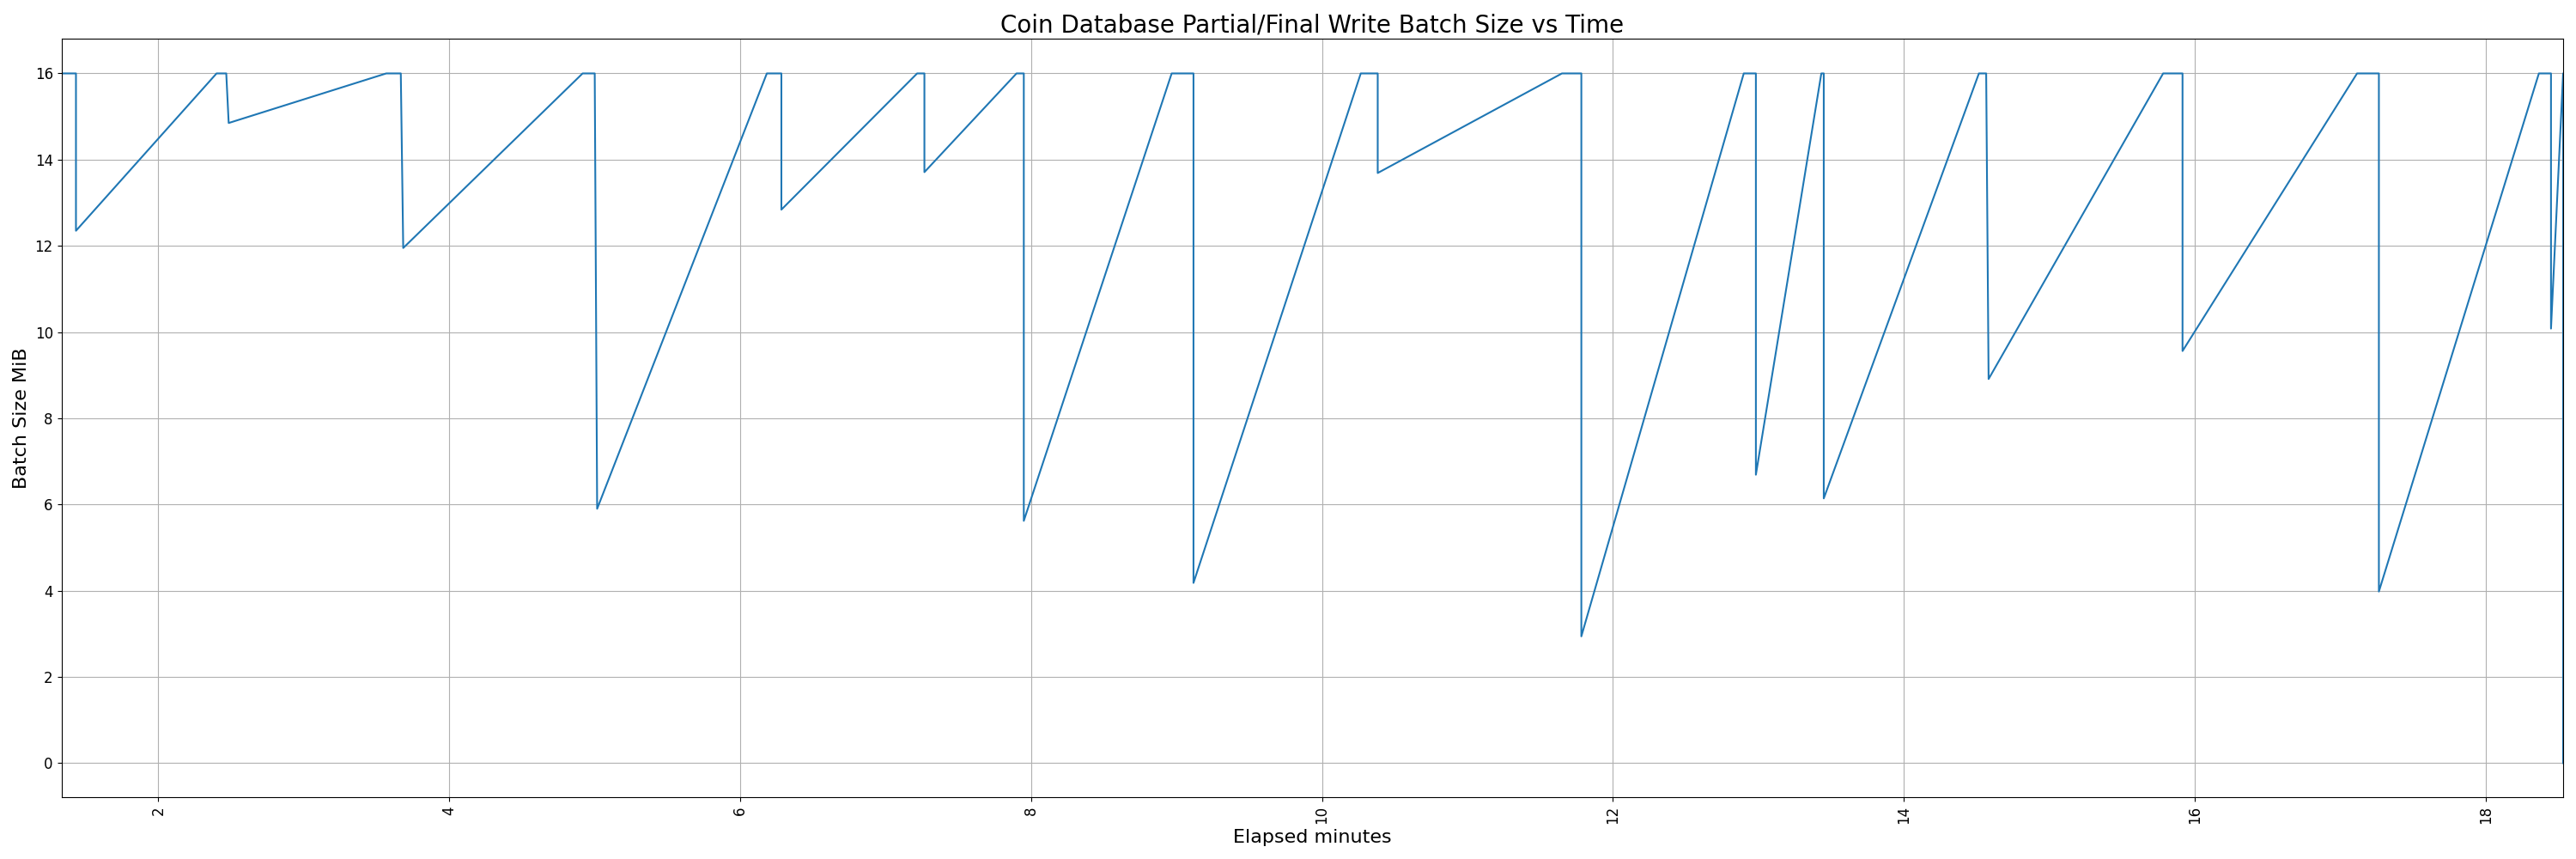 Coin Database Partial/Final Write Batch Size vs Time
16
14
12
10
8
6
4
2
0
Batch Size MiB
2 4 6 8 10 12 14 16 18
Elapsed minutes